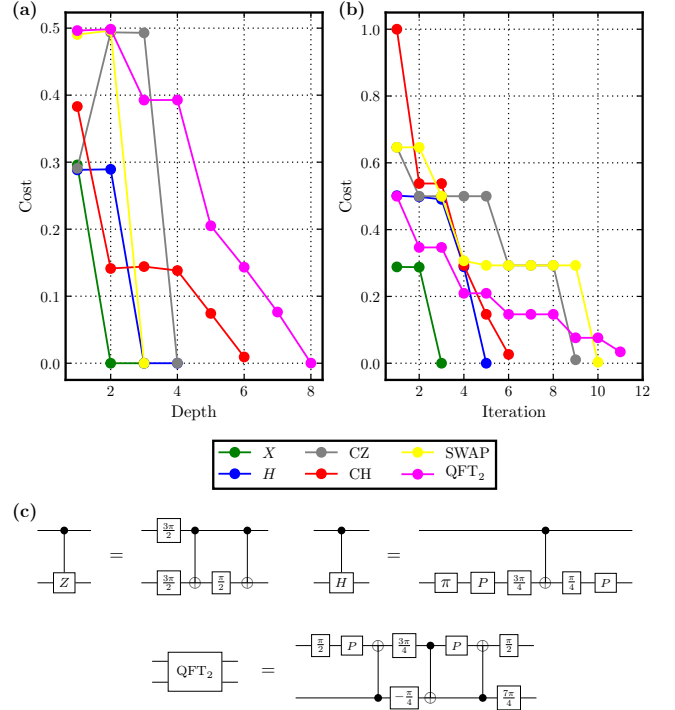 (a)
(b)
0.5
0.4
0.3
0.2
0.1
0.0
Cost
2 4 6 8
Depth
1.0
0.8
0.6
0.4
0.2
0.0
Cost
2 4 6 8 10 12
Iteration
X CZ SWAP
H CH QFT₂
(c)
Z = 3π/2 3π/2 π/2
H = π P 3π/4 π/4 P
QFT₂ = π/2 P 3π/4 P π/2
−π/4 7π/4